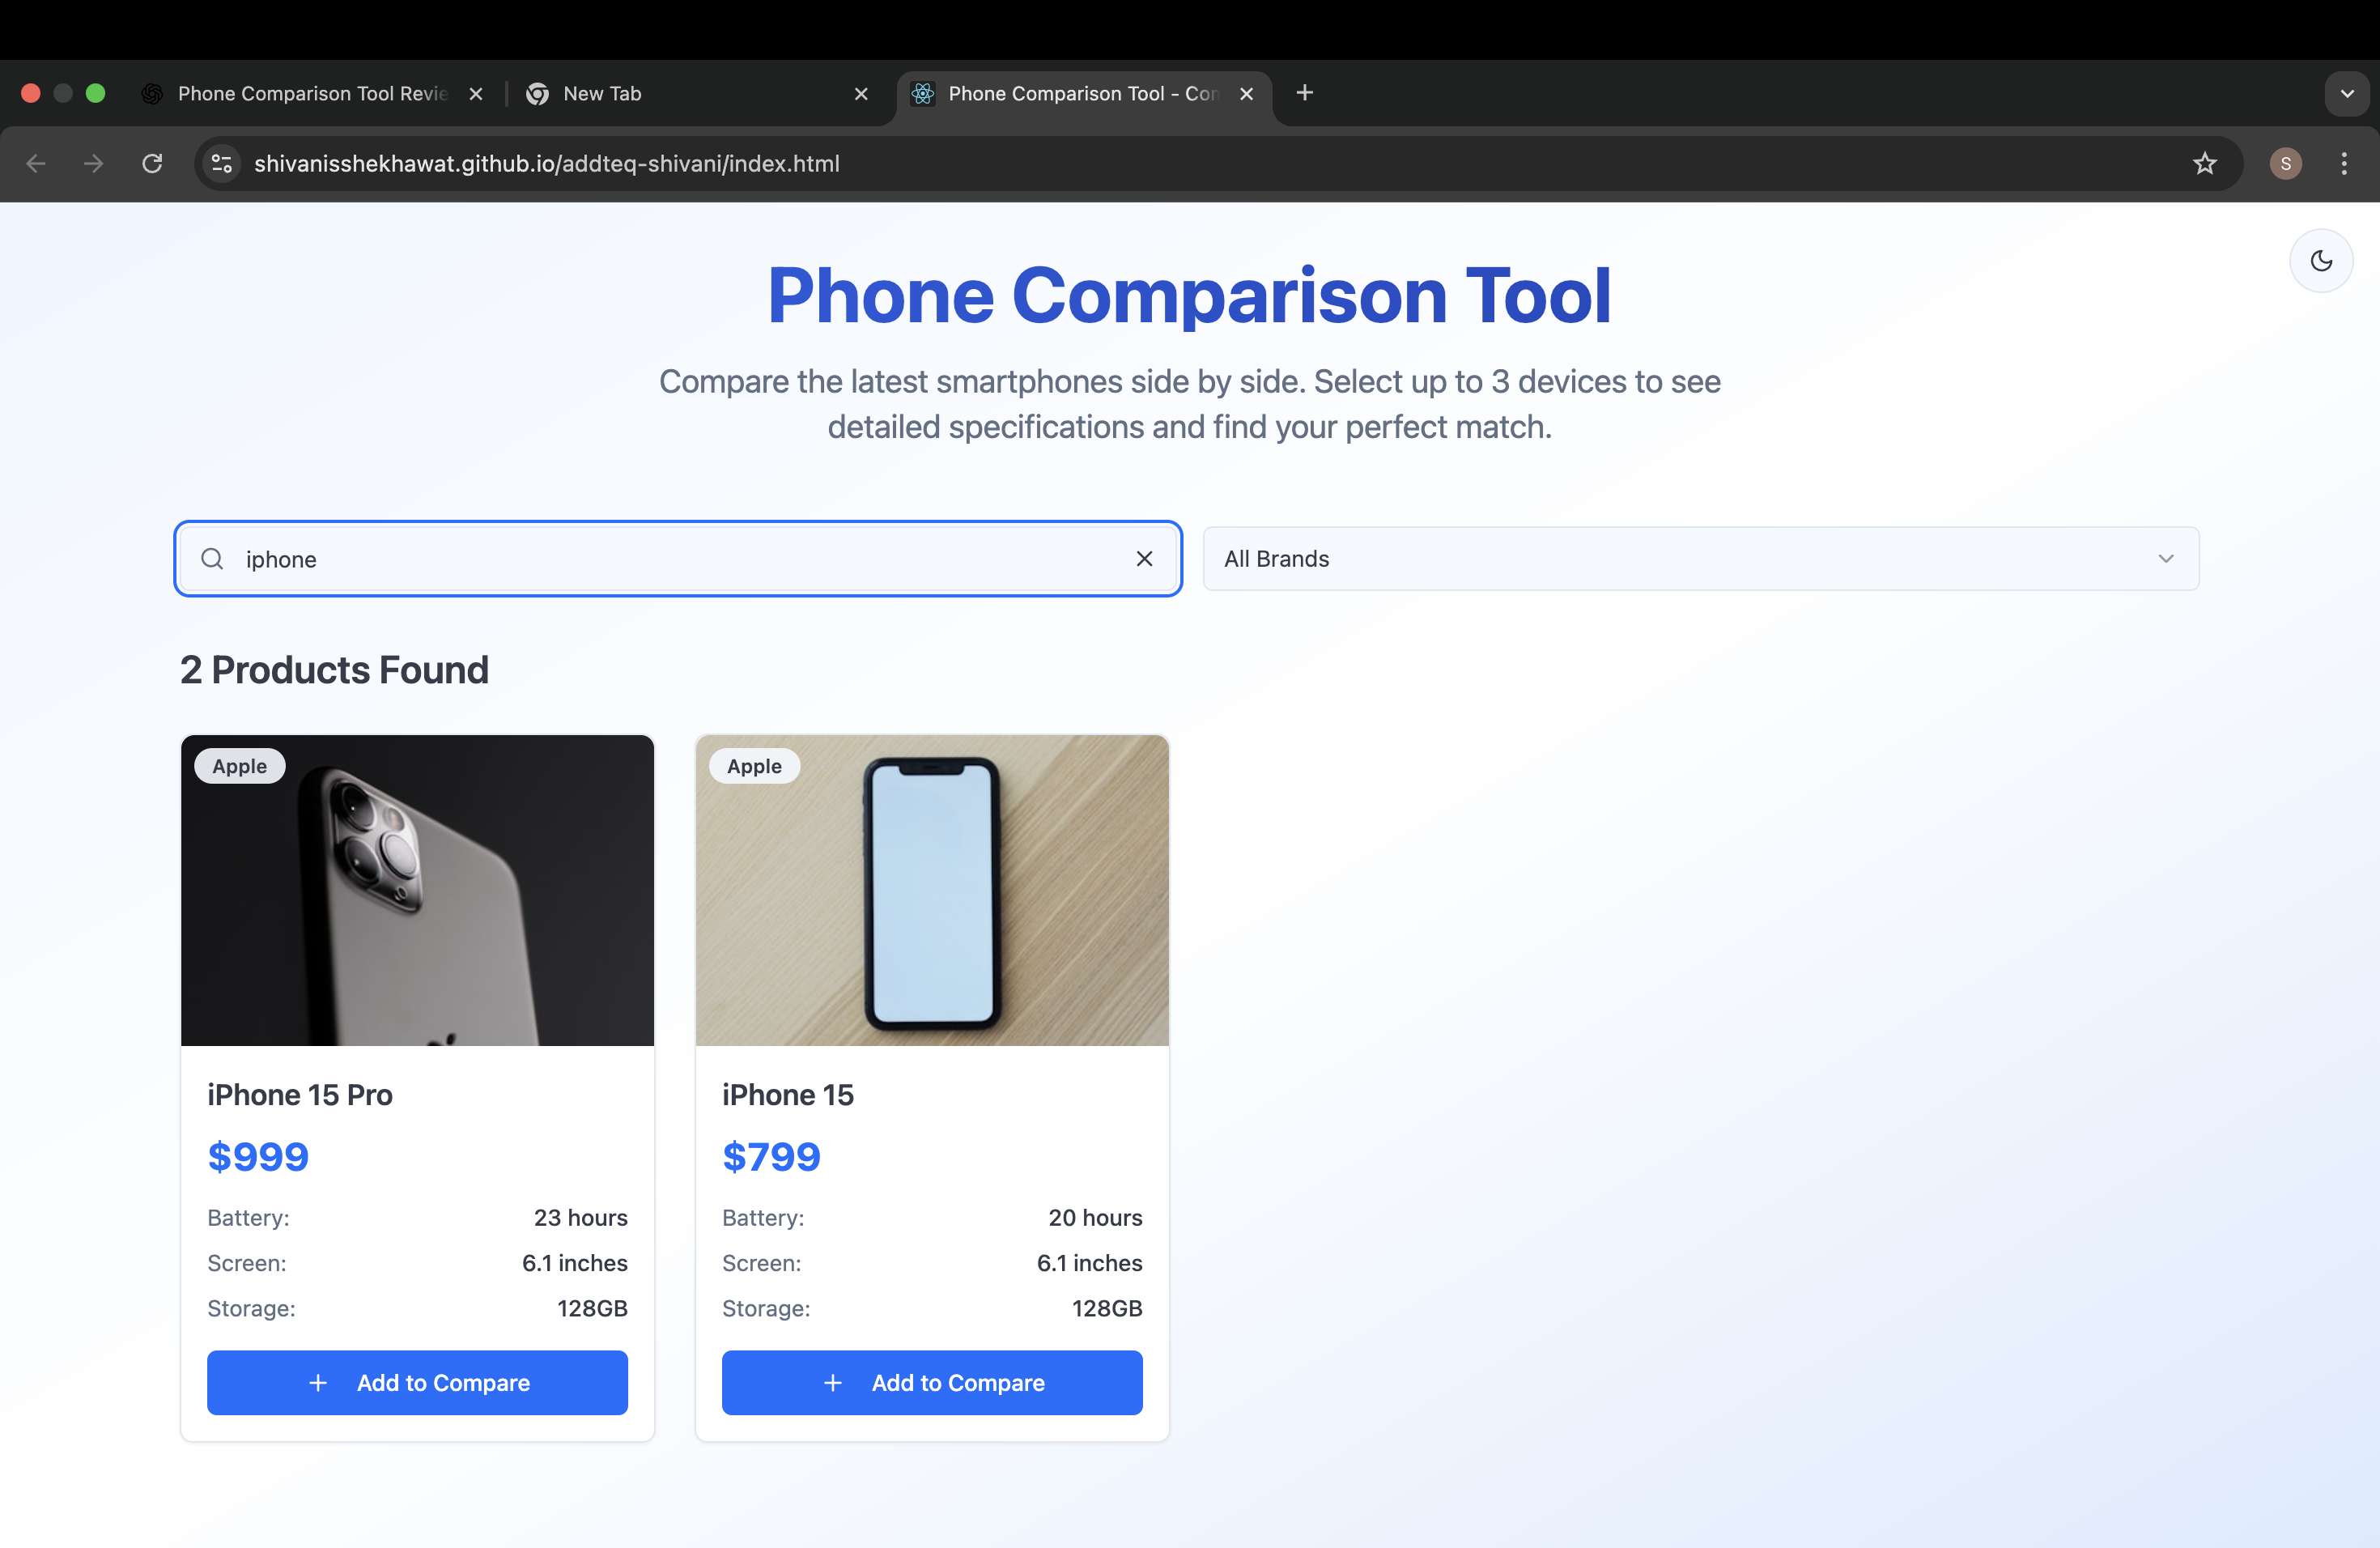 Phone Comparison Tool Revie
New Tab
Phone Comparison Tool - Con
shivanisshekhawat.github.io/addteq-shivani/index.html
S
Phone Comparison Tool
Compare the latest smartphones side by side. Select up to 3 devices to see
detailed specifications and find your perfect match.
iphone
All Brands
2 Products Found
Apple
Apple
iPhone 15 Pro
iPhone 15
$999
$799
Battery: 23 hours
Battery: 20 hours
Screen: 6.1 inches
Screen: 6.1 inches
Storage: 128GB
Storage: 128GB
Add to Compare
Add to Compare